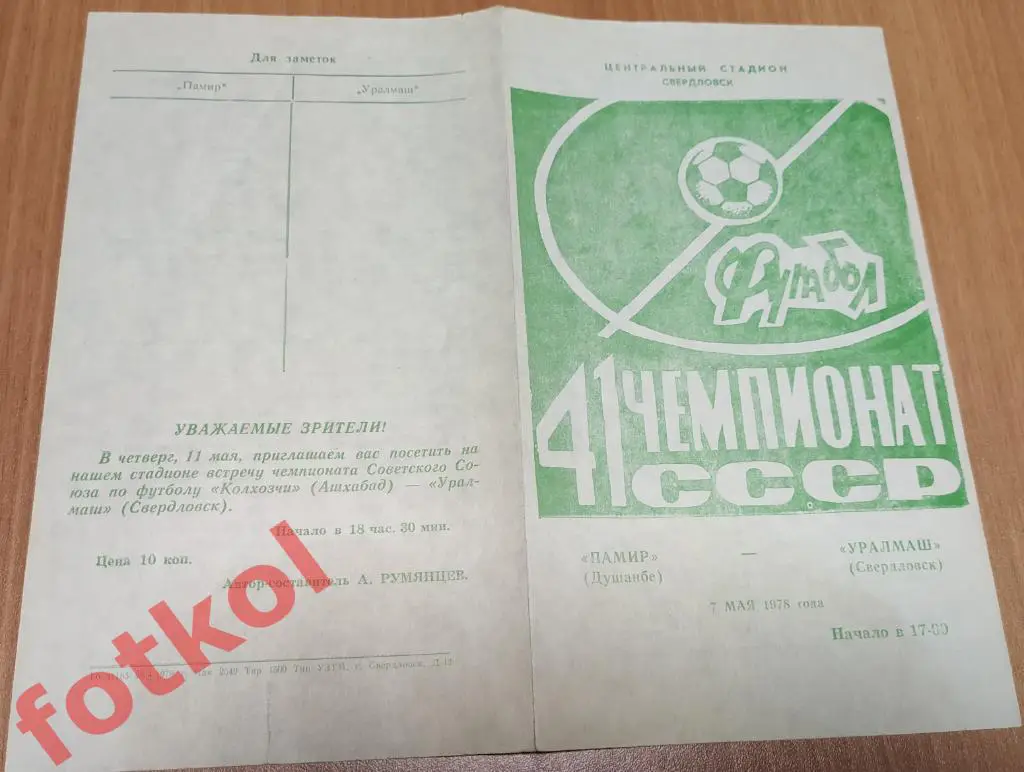 Для заметок
„Памир“
„Уралмаш“
УВАЖАЕМЫЕ ЗРИТЕЛИ!
В четверг, 11 мая, приглашаем вас посетить на
нашем стадионе встречу чемпионата Советского Со-
юза по футболу «Колхозчи» (Ашхабад) — «Урал-
маш» (Свердловск).
Начало в 18 час. 30 мин.
Цена 10 коп.
Автор-составитель А. РУМЯНЦЕВ.
г. Свердловск,
ЦЕНТРАЛЬНЫЙ СТАДИОН
СВЕРДЛОВСК
Футбол
41 ЧЕМПИОНАТ
СССР
«ПАМИР» — «УРАЛМАШ»
(Душанбе) (Свердловск)
7 МАЯ 1978 года
Начало в 17-00
fotkol